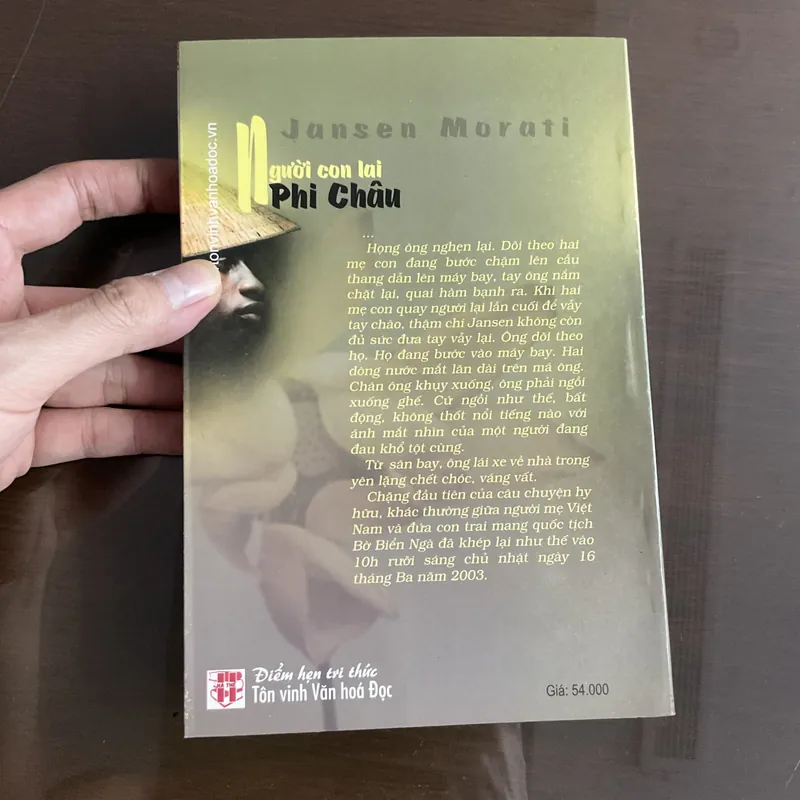 Jansen Morati
Người con lai
Phi Châu
tonvinhvanhoadoc.vn
...
Họng ông nghẹn lại. Dõi theo hai
mẹ con đang bước chậm lên cầu
thang dẫn lên máy bay, tay ông nắm
chặt lại, quai hàm bạnh ra. Khi hai
mẹ con quay người lại lần cuối để vẫy
tay chào, thậm chí Jansen không còn
đủ sức đưa tay vẫy lại. Ông dõi theo
họ. Họ đang bước vào máy bay. Hai
dòng nước mắt lăn dài trên má ông.
Chân ông khụy xuống, ông phải ngồi
xuống ghế. Cứ ngồi như thế, bất
động, không thốt nổi tiếng nào với
ánh mắt nhìn của một người đang
đau khổ tột cùng.
Từ sân bay, ông lái xe về nhà trong
yên lặng chết chóc, vắng vất.
Chặng đầu tiên của câu chuyện hy
hữu, khác thường giữa người mẹ Việt
Nam và đứa con trai mang quốc tịch
Bờ Biển Ngà đã khép lại như thế vào
10h rưỡi sáng chủ nhật ngày 16
tháng Ba năm 2003.
HÀ THẾ
Điểm hẹn tri thức
Tôn vinh Văn hoá Đọc
Giá: 54.000